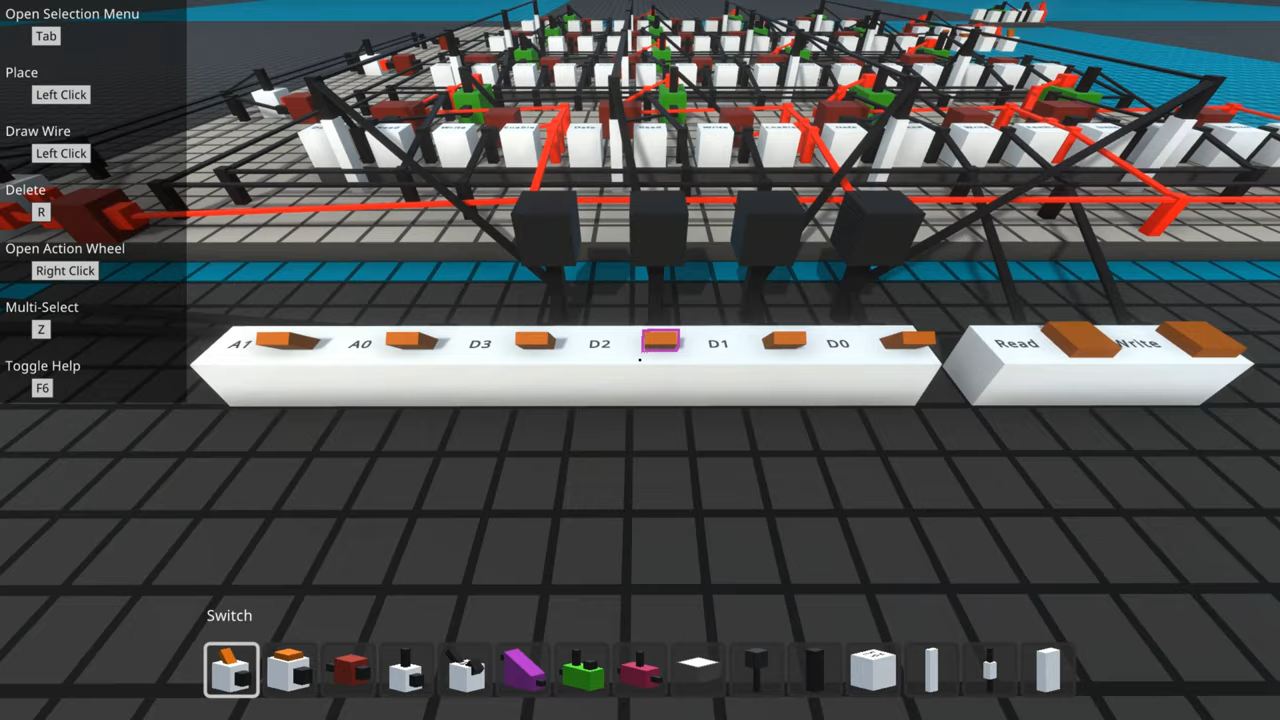 Open Selection Menu
Tab
Place
Left Click
Draw Wire
Left Click
Delete
R
Open Action Wheel
Right Click
Multi-Select
Z
Toggle Help
F6
A1 A0 D3 D2 D1 D0 Read Write
Switch